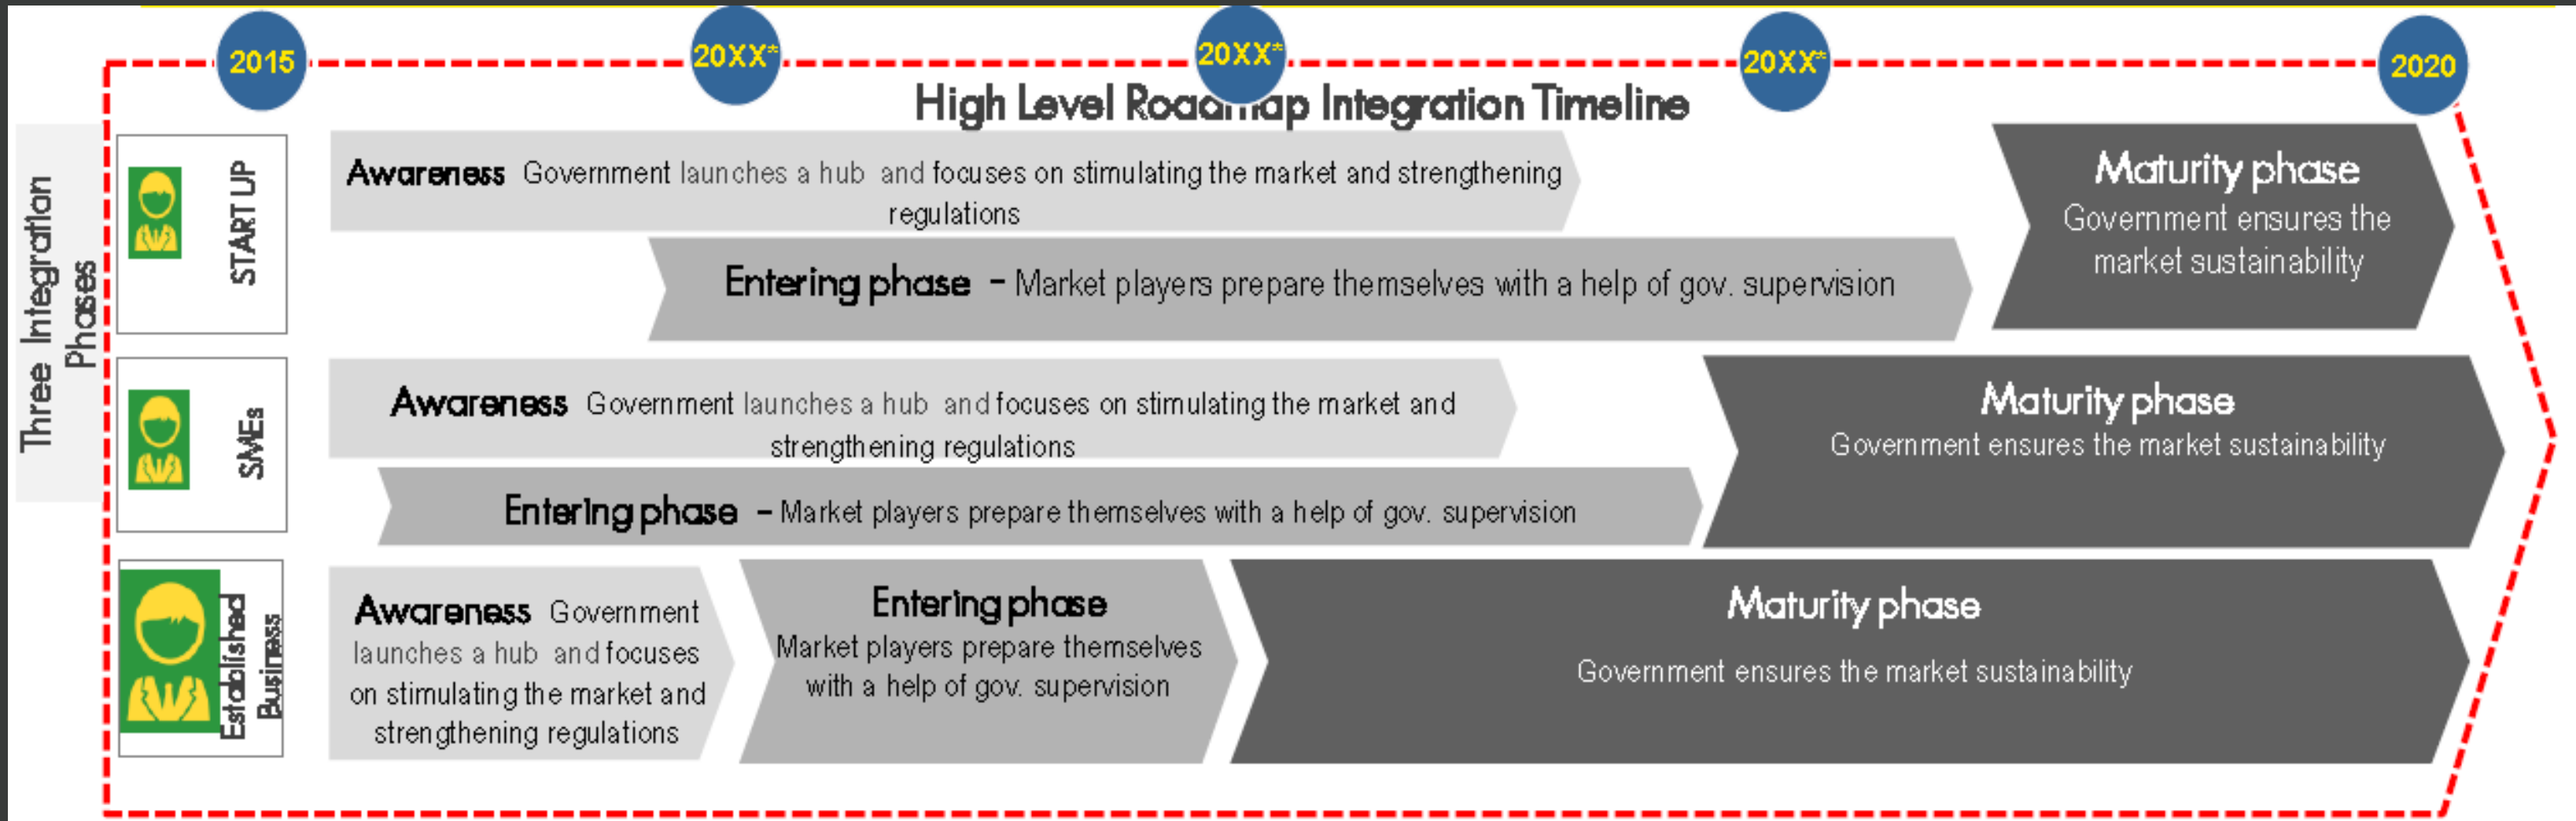 2015
20XX*
20XX*
20XX*
2020
High Level Roadmap Integration Timeline
Three Integration
Phases
START UP
Awareness Government launches a hub and focuses on stimulating the market and strengthening
regulations
Entering phase – Market players prepare themselves with a help of gov. supervision
Maturity phase
Government ensures the
market sustainability
SMEs
Awareness Government launches a hub and focuses on stimulating the market and
strengthening regulations
Entering phase – Market players prepare themselves with a help of gov. supervision
Maturity phase
Government ensures the market sustainability
Established
Business
Awareness Government
launches a hub and focuses
on stimulating the market and
strengthening regulations
Entering phase
Market players prepare themselves
with a help of gov. supervision
Maturity phase
Government ensures the market sustainability